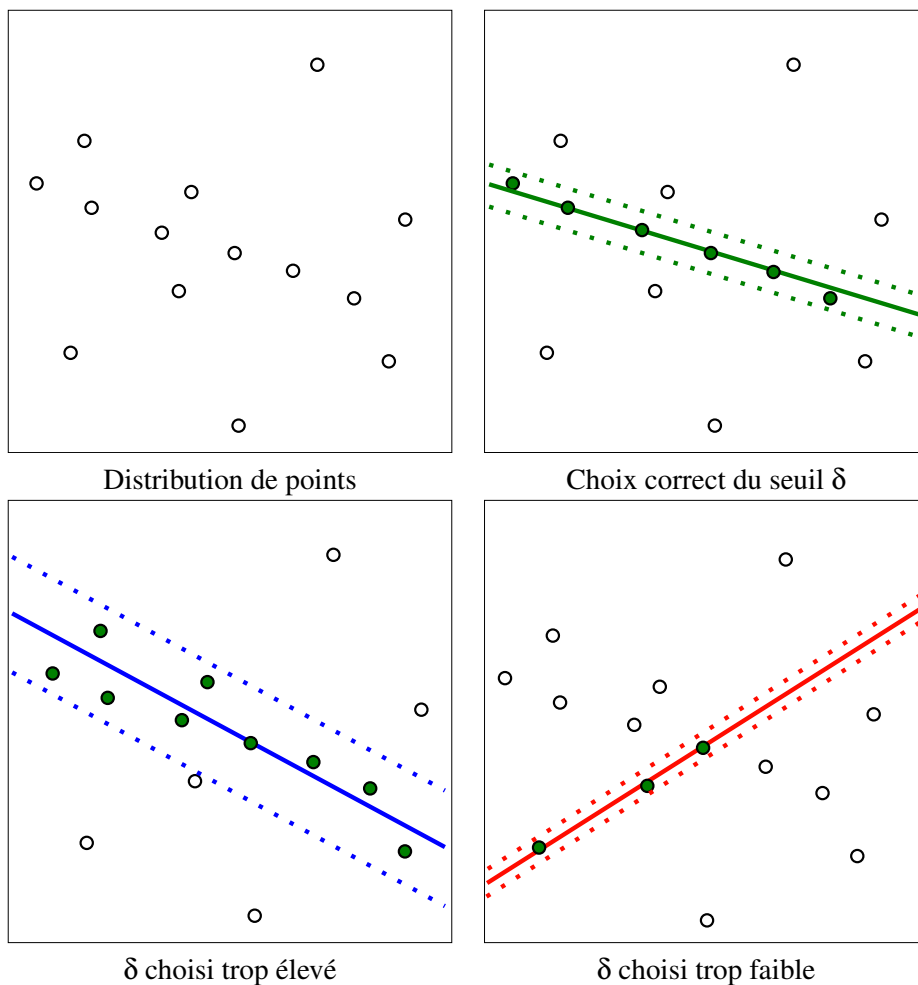 Distribution de points
Choix correct du seuil δ
δ choisi trop élevé
δ choisi trop faible